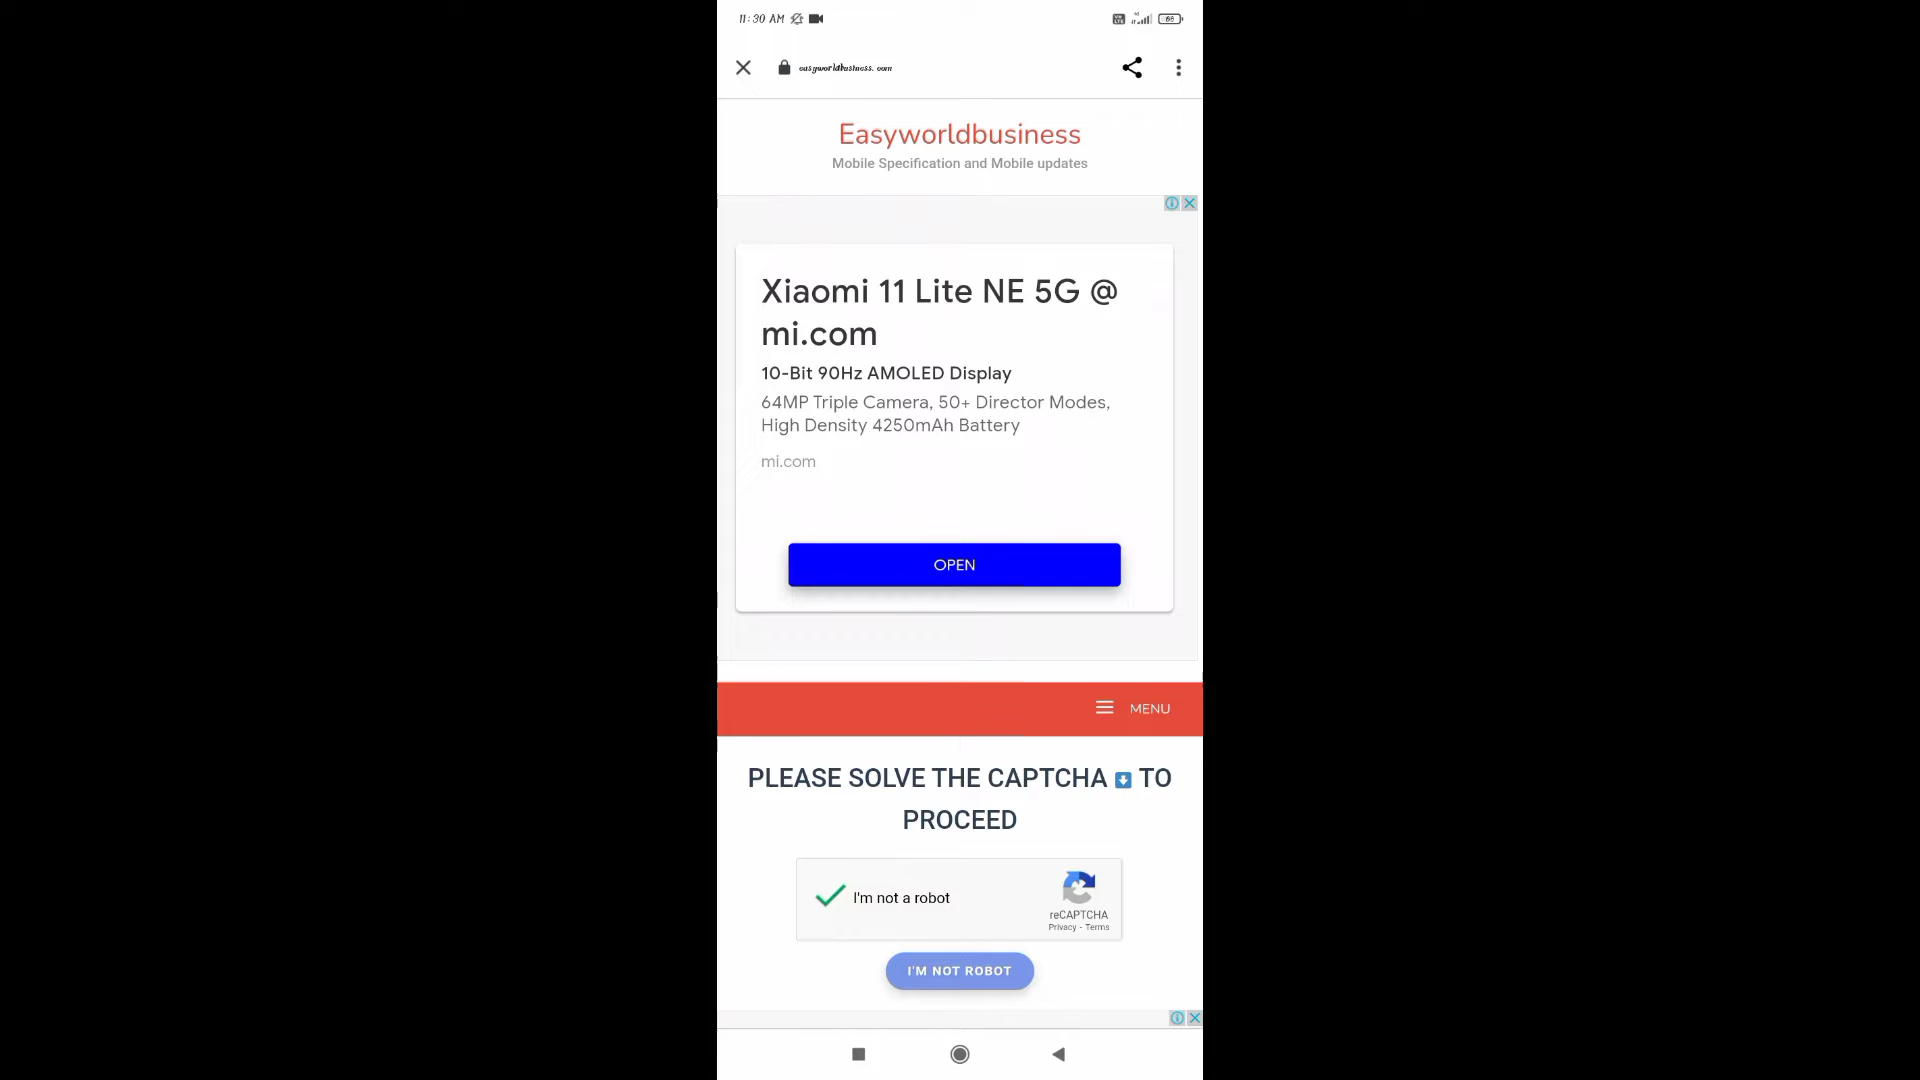 11:30 AM
66
easyworldbusiness.com
Easyworldbusiness
Mobile Specification and Mobile updates
Xiaomi 11 Lite NE 5G @
mi.com
10-Bit 90Hz AMOLED Display
64MP Triple Camera, 50+ Director Modes,
High Density 4250mAh Battery
mi.com
OPEN
MENU
PLEASE SOLVE THE CAPTCHA ⬇ TO
PROCEED
I'm not a robot
reCAPTCHA
Privacy - Terms
I'M NOT ROBOT